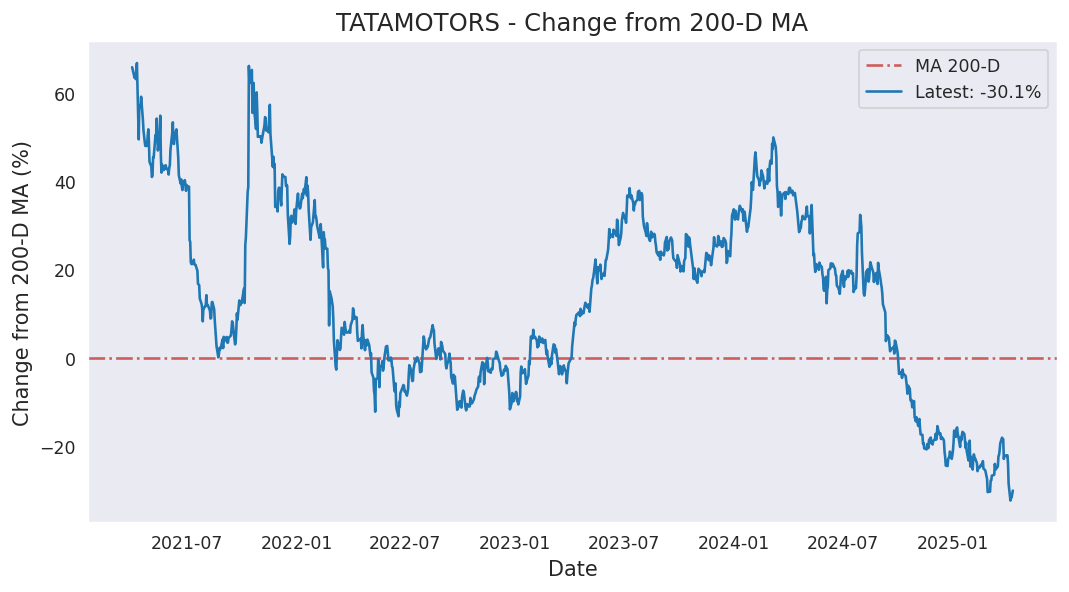 TATAMOTORS - Change from 200-D MA
MA 200-D
Latest: -30.1%
Change from 200-D MA (%)
60
40
20
0
−20
2021-07
2022-01
2022-07
2023-01
2023-07
2024-01
2024-07
2025-01
Date